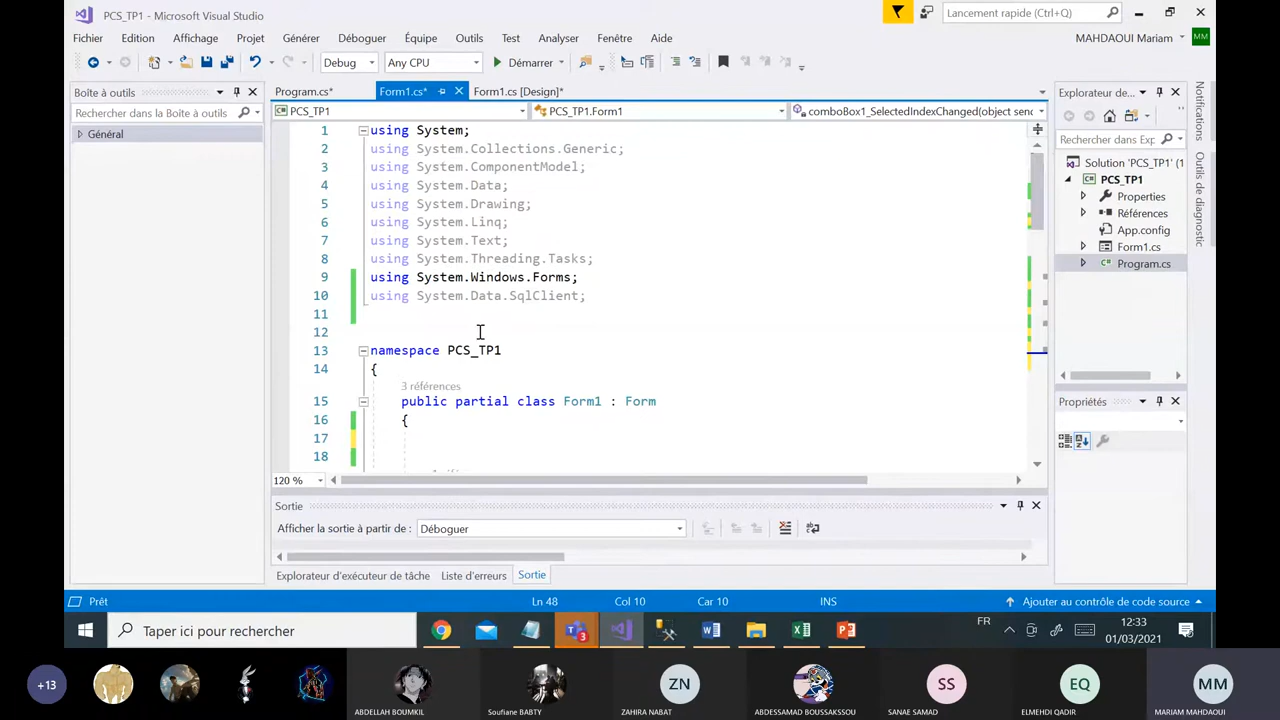 PCS_TP1 - Microsoft Visual Studio
Lancement rapide (Ctrl+Q)
Fichier Edition Affichage Projet Générer Déboguer Équipe Outils Test Analyser Fenêtre Aide
MAHDAOUI Mariam MM
Debug Any CPU Démarrer
Boîte à outils
Rechercher dans la Boîte à outils
Général
Program.cs* Form1.cs* Form1.cs [Design]*
PCS_TP1 PCS_TP1.Form1 comboBox1_SelectedIndexChanged(object senc
1 using System;
2 using System.Collections.Generic;
3 using System.ComponentModel;
4 using System.Data;
5 using System.Drawing;
6 using System.Linq;
7 using System.Text;
8 using System.Threading.Tasks;
9 using System.Windows.Forms;
10 using System.Data.SqlClient;
11
12
13 namespace PCS_TP1
14 {
3 références
15 public partial class Form1 : Form
16 {
17
18
120 %
Explorateur de...
Rechercher dans Exp
Solution 'PCS_TP1' (1
PCS_TP1
Properties
Références
App.config
Form1.cs
Program.cs
Propriétés
Notifications
Outils de diagnostic
Sortie
Afficher la sortie à partir de : Déboguer
Explorateur d'exécuteur de tâche Liste d'erreurs Sortie
Prêt Ln 48 Col 10 Car 10 INS Ajouter au contrôle de code source
Taper ici pour rechercher
3
FR
12:33
01/03/2021
+13
ZN SS EQ MM
ABDELLAH BOUMKIL Soufiane BABTY ZAHIRA NABAT ABDESSAMAD BOUSSAKSSOU SANAE SAMAD ELMEHDI QADIR MARIAM MAHDAOUI